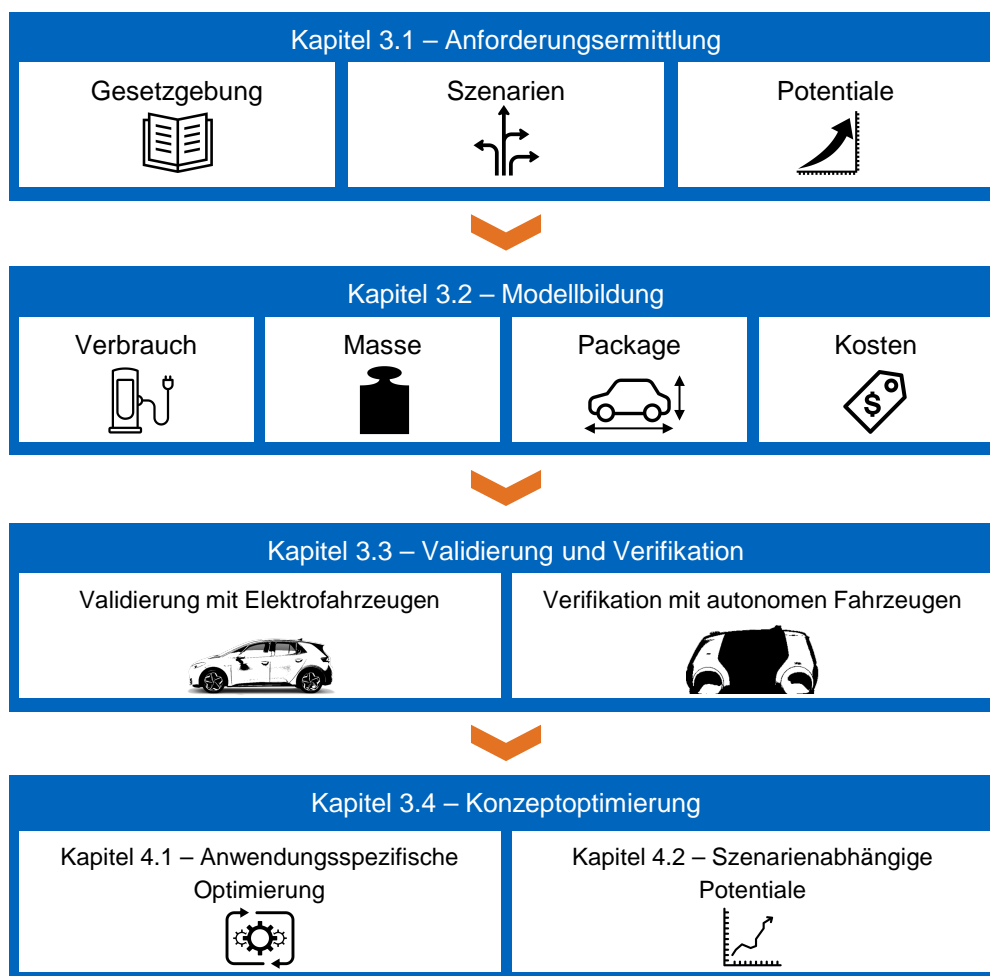 Kapitel 3.1 – Anforderungsermittlung
Gesetzgebung
Szenarien
Potentiale
Kapitel 3.2 – Modellbildung
Verbrauch
Masse
Package
Kosten
$
Kapitel 3.3 – Validierung und Verifikation
Validierung mit Elektrofahrzeugen
Verifikation mit autonomen Fahrzeugen
Kapitel 3.4 – Konzeptoptimierung
Kapitel 4.1 – Anwendungsspezifische
Optimierung
Kapitel 4.2 – Szenarienabhängige
Potentiale